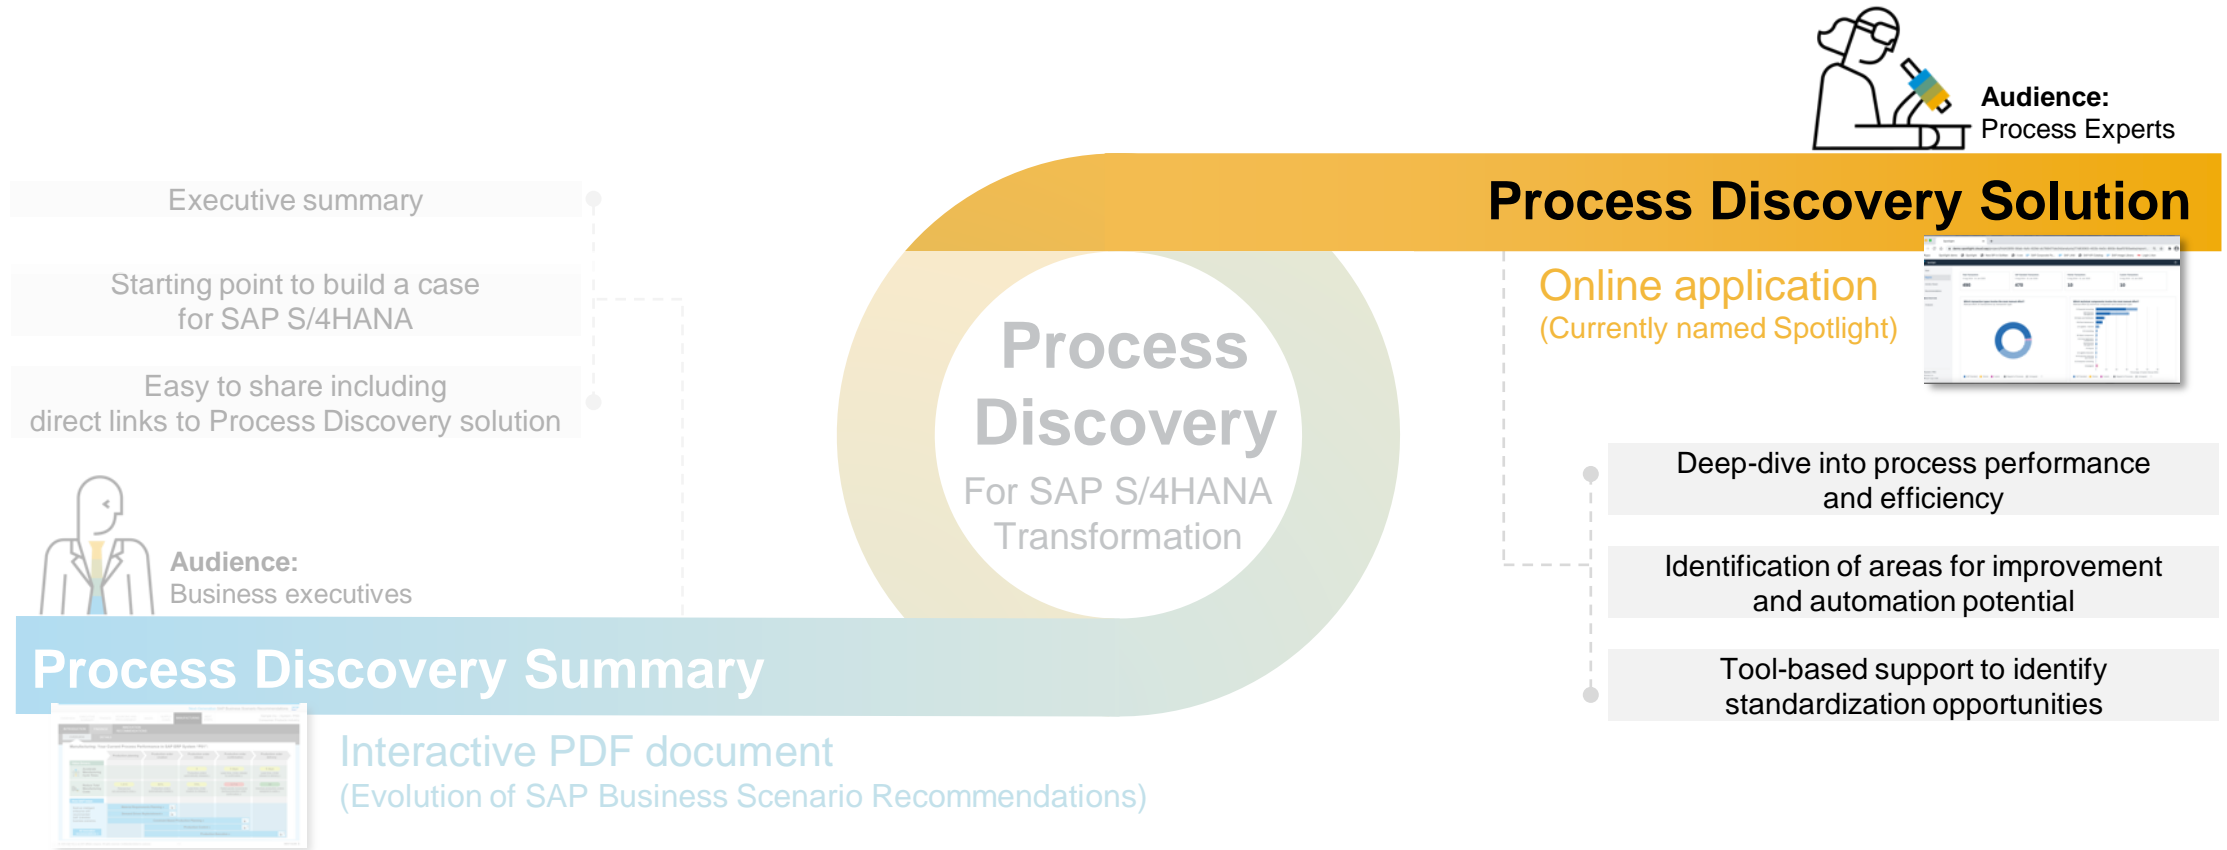 Audience:
Process Experts
Process Discovery Solution
Online application
(Currently named Spotlight)
Deep-dive into process performance
and efficiency
Identification of areas for improvement
and automation potential
Tool-based support to identify
standardization opportunities
Process
Discovery
For SAP S/4HANA
Transformation
Executive summary
Starting point to build a case
for SAP S/4HANA
Easy to share including
direct links to Process Discovery solution
Audience:
Business executives
Process Discovery Summary
Interactive PDF document
(Evolution of SAP Business Scenario Recommendations)